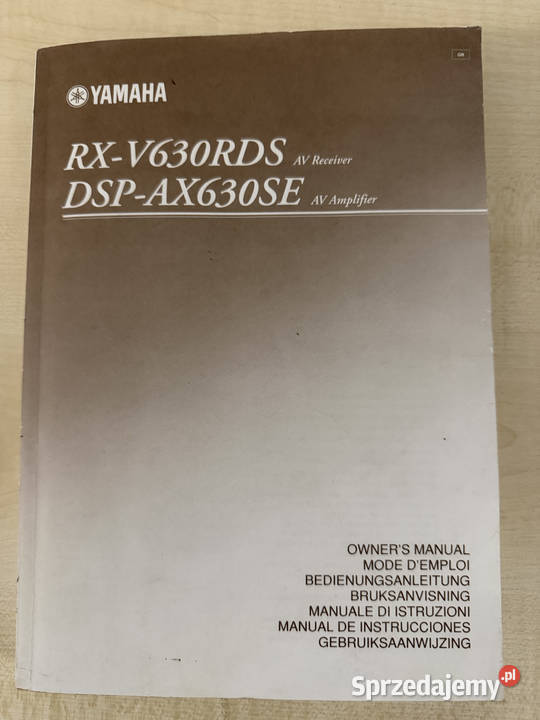 GB
YAMAHA
RX-V630RDS AV Receiver
DSP-AX630SE AV Amplifier
OWNER'S MANUAL
MODE D'EMPLOI
BEDIENUNGSANLEITUNG
BRUKSANVISNING
MANUALE DI ISTRUZIONI
MANUAL DE INSTRUCCIONES
GEBRUIKSAANWIJZING
Sprzedajemy.pl